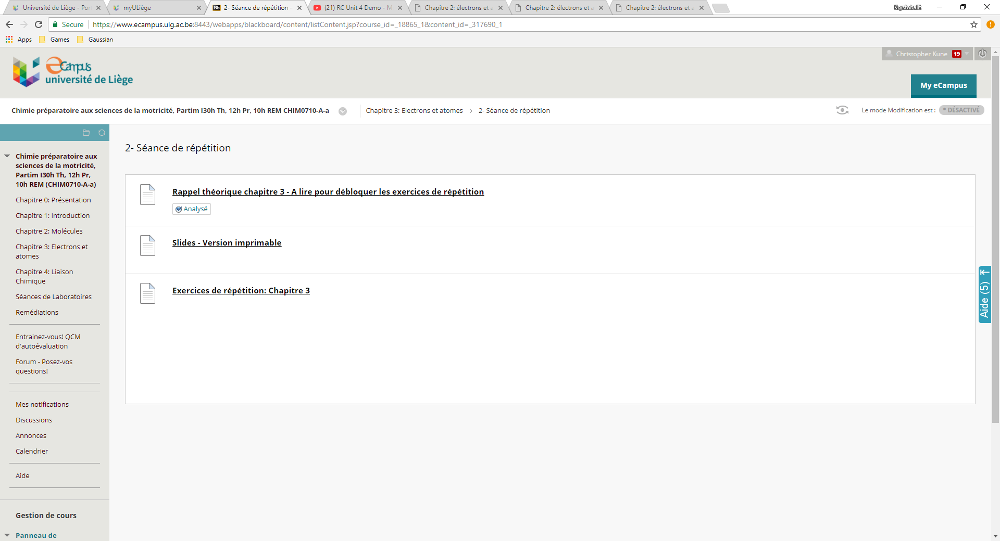 Université de Liège - Por
myULiège
2- Séance de répétition -
(21) RC Unit 4 Demo - M
Chapitre 2: électrons et a
Chapitre 2: électrons et a
Chapitre 2: électrons et a
Krystoballt
Secure
https://www.ecampus.ulg.ac.be:8443/webapps/blackboard/content/listContent.jsp?course_id=_18865_1&content_id=_317690_1
Apps
Games
Gaussian
Christopher Kune 19
eCampus
université de Liège
My eCampus
Chimie préparatoire aux sciences de la motricité, Partim I30h Th, 12h Pr, 10h REM CHIM0710-A-a
Chapitre 3: Electrons et atomes > 2- Séance de répétition
Le mode Modification est : DÉSACTIVÉ
Chimie préparatoire aux
sciences de la motricité,
Partim I30h Th, 12h Pr,
10h REM (CHIM0710-A-a)
Chapitre 0: Présentation
Chapitre 1: Introduction
Chapitre 2: Molécules
Chapitre 3: Electrons et
atomes
Chapitre 4: Liaison
Chimique
Séances de Laboratoires
Remédiations
Entrainez-vous! QCM
d'autoévaluation
Forum - Posez-vos
questions!
Mes notifications
Discussions
Annonces
Calendrier
Aide
Gestion de cours
Panneau de
2- Séance de répétition
Rappel théorique chapitre 3 - A lire pour débloquer les exercices de répétition
Analysé
Slides - Version imprimable
Exercices de répétition: Chapitre 3
Aide (5)